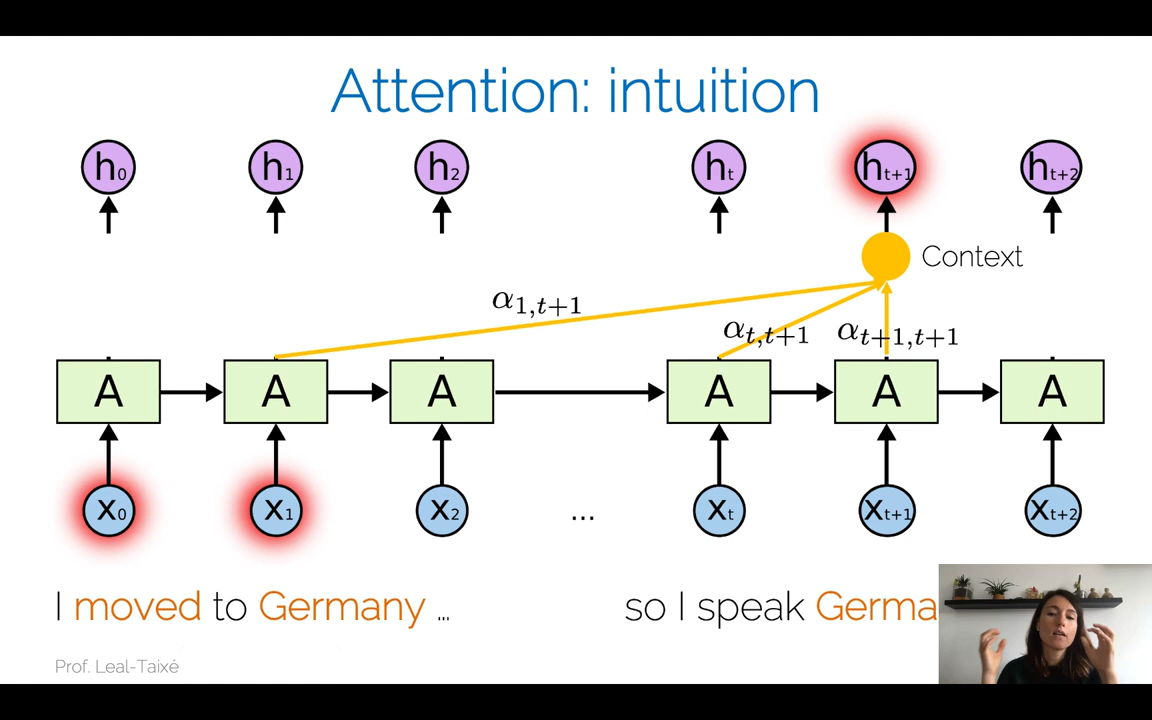 Attention: intuition
h0 h1 h2 ht ht+1 ht+2
Context
α1,t+1
αt,t+1 αt+1,t+1
A A A A A A
x0 x1 x2 ... xt xt+1 xt+2
I moved to Germany ... so I speak Germa
Prof. Leal-Taixé